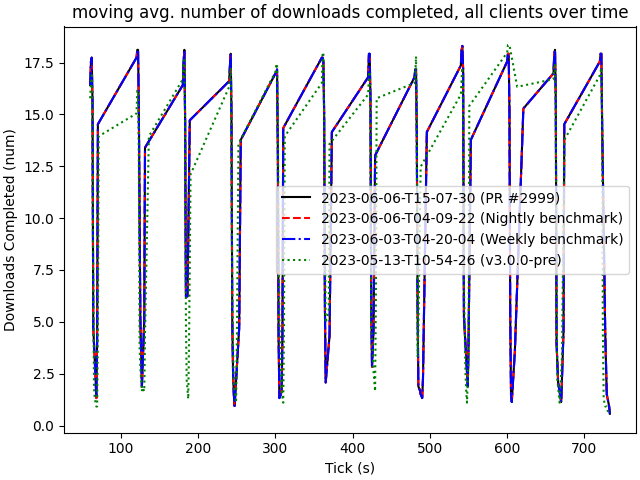 moving avg. number of downloads completed, all clients over time
Downloads Completed (num)
17.5
15.0
12.5
10.0
7.5
5.0
2.5
0.0
2023-06-06-T15-07-30 (PR #2999)
2023-06-06-T04-09-22 (Nightly benchmark)
2023-06-03-T04-20-04 (Weekly benchmark)
2023-05-13-T10-54-26 (v3.0.0-pre)
100 200 300 400 500 600 700
Tick (s)